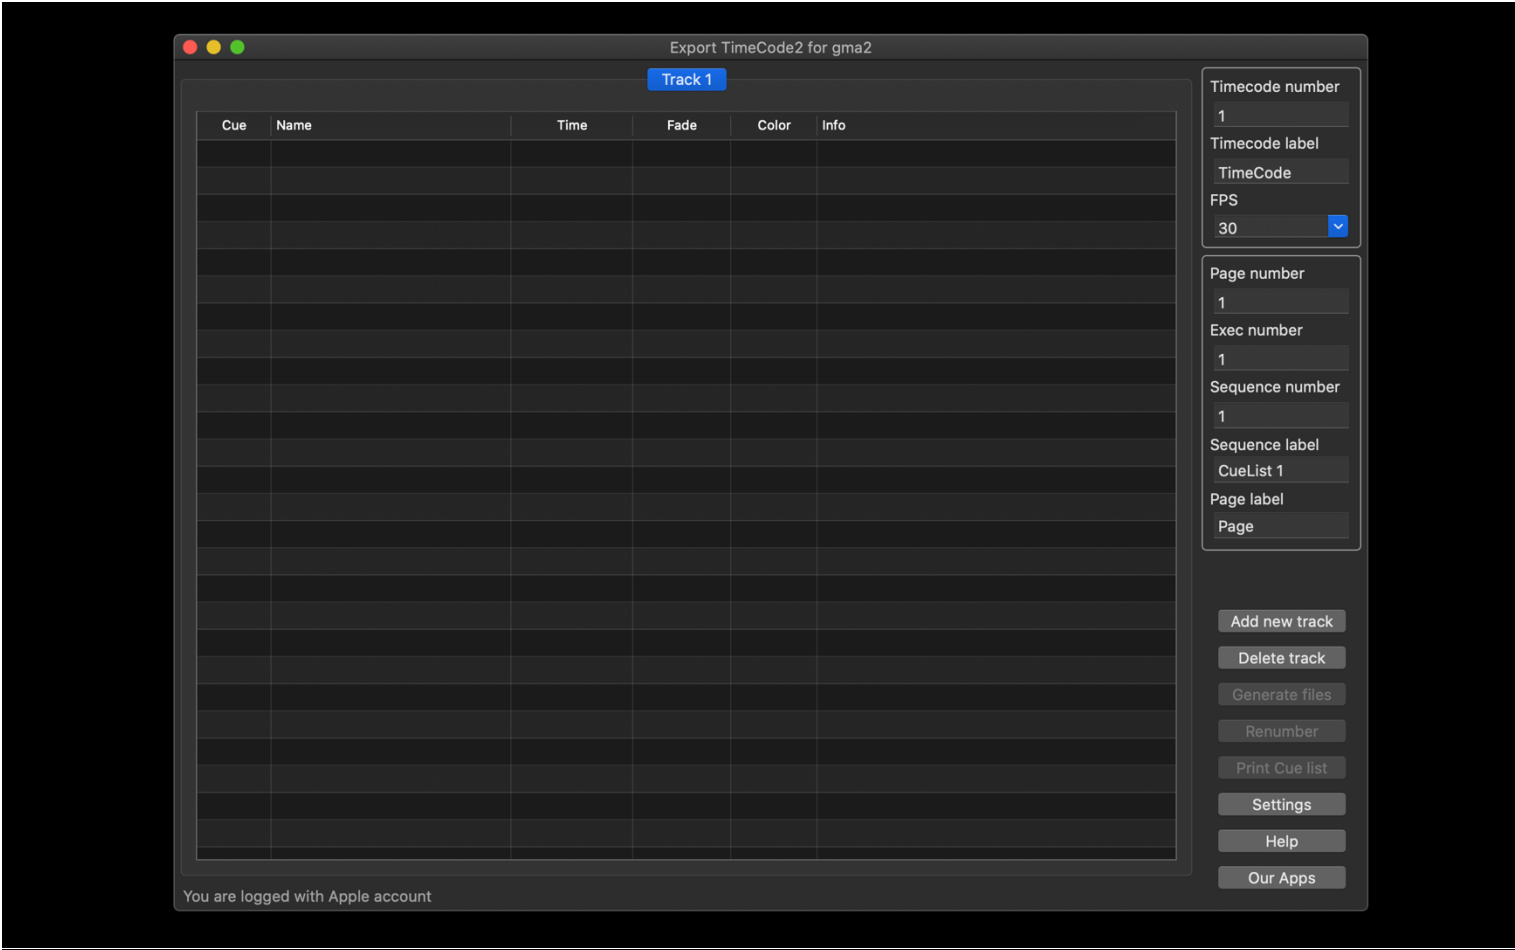 Export TimeCode2 for gma2
Track 1
Cue Name Time Fade Color Info
Timecode number
1
Timecode label
TimeCode
FPS
30
Page number
1
Exec number
1
Sequence number
1
Sequence label
CueList 1
Page label
Page
Add new track
Delete track
Generate files
Renumber
Print Cue list
Settings
Help
Our Apps
You are logged with Apple account